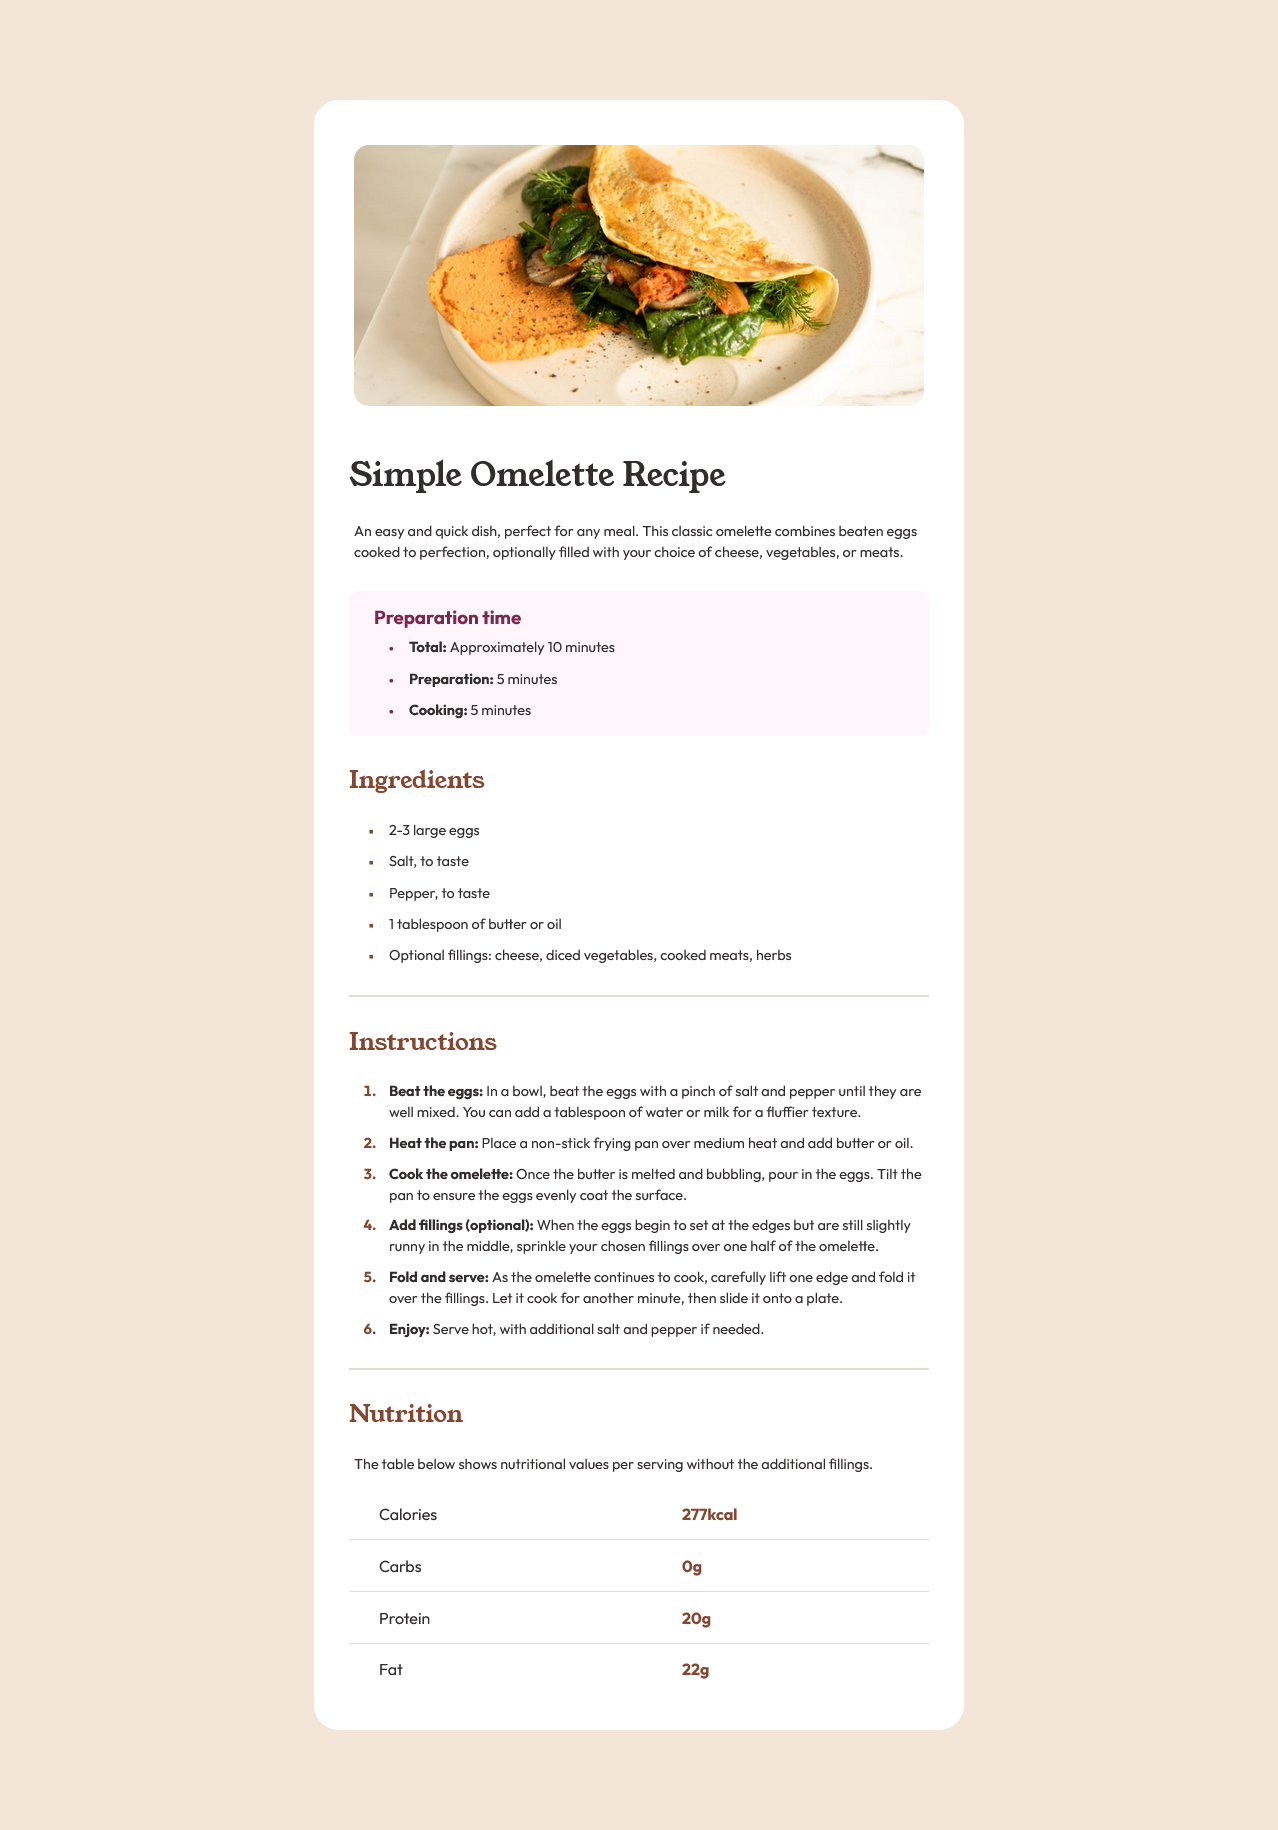 Simple Omelette Recipe
An easy and quick dish, perfect for any meal. This classic omelette combines beaten eggs
cooked to perfection, optionally filled with your choice of cheese, vegetables, or meats.
Preparation time
• Total: Approximately 10 minutes
• Preparation: 5 minutes
• Cooking: 5 minutes
Ingredients
▪ 2-3 large eggs
▪ Salt, to taste
▪ Pepper, to taste
▪ 1 tablespoon of butter or oil
▪ Optional fillings: cheese, diced vegetables, cooked meats, herbs
Instructions
1. Beat the eggs: In a bowl, beat the eggs with a pinch of salt and pepper until they are
well mixed. You can add a tablespoon of water or milk for a fluffier texture.
2. Heat the pan: Place a non-stick frying pan over medium heat and add butter or oil.
3. Cook the omelette: Once the butter is melted and bubbling, pour in the eggs. Tilt the
pan to ensure the eggs evenly coat the surface.
4. Add fillings (optional): When the eggs begin to set at the edges but are still slightly
runny in the middle, sprinkle your chosen fillings over one half of the omelette.
5. Fold and serve: As the omelette continues to cook, carefully lift one edge and fold it
over the fillings. Let it cook for another minute, then slide it onto a plate.
6. Enjoy: Serve hot, with additional salt and pepper if needed.
Nutrition
The table below shows nutritional values per serving without the additional fillings.
Calories 277kcal
Carbs 0g
Protein 20g
Fat 22g